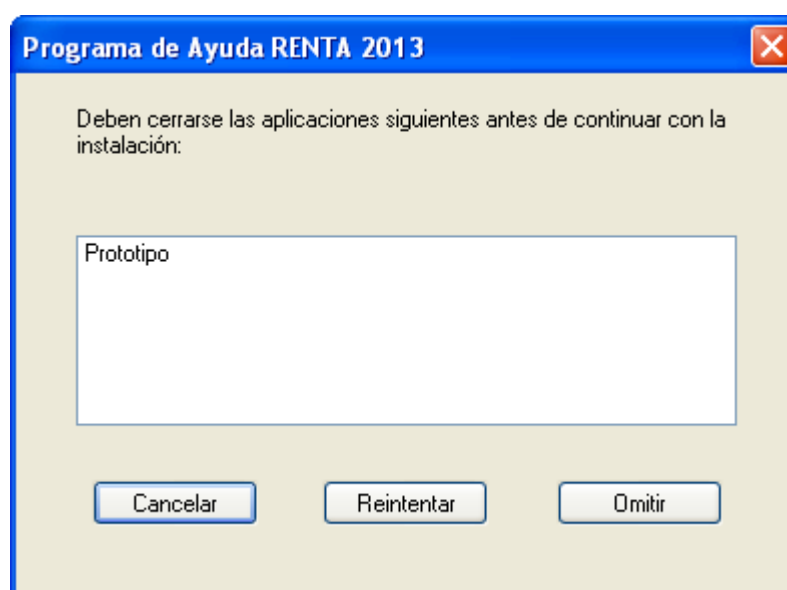 Programa de Ayuda RENTA 2013
Deben cerrarse las aplicaciones siguientes antes de continuar con la
instalación:
Prototipo
Cancelar
Reintentar
Omitir